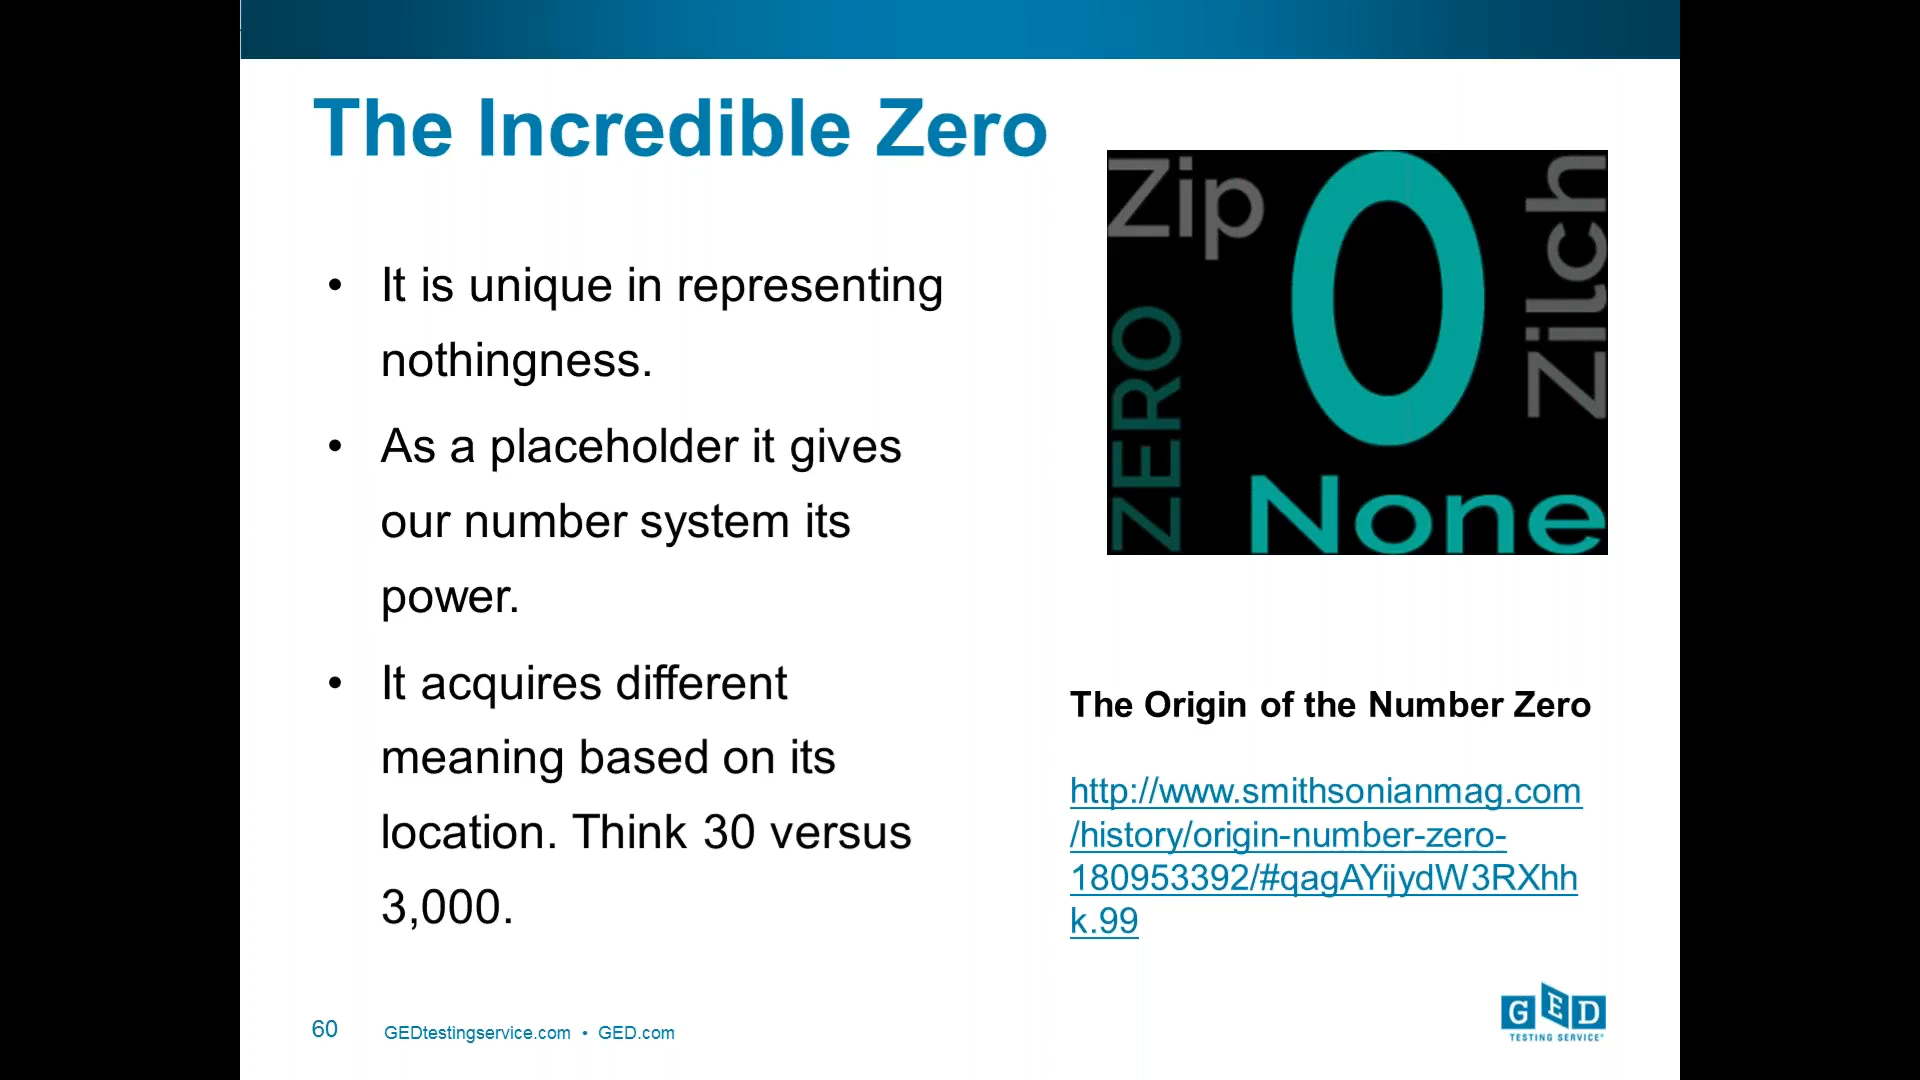 The Incredible Zero
• It is unique in representing
nothingness.
• As a placeholder it gives
our number system its
power.
• It acquires different
meaning based on its
location. Think 30 versus
3,000.
Zip
0
Zilch
ZERO
None
The Origin of the Number Zero
http://www.smithsonianmag.com
/history/origin-number-zero-
180953392/#qagAYijydW3RXhh
k.99
60
GEDtestingservice.com • GED.com
GED
TESTING SERVICE